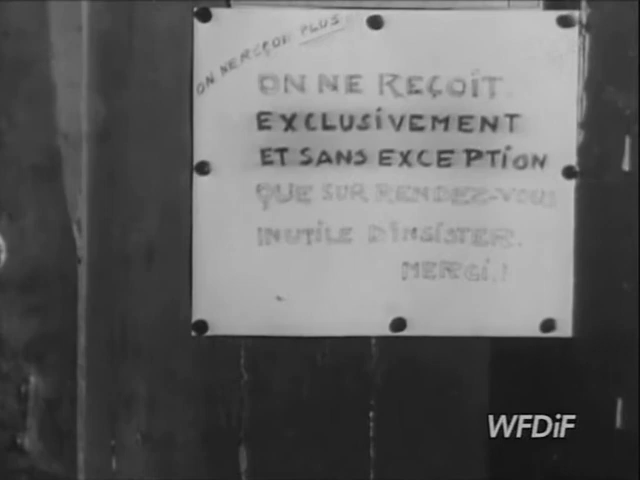 ON NE REÇOIT PLUS
ON NE REÇOIT
EXCLUSIVEMENT
ET SANS EXCEPTION
QUE SUR RENDEZ-VOUS
INUTILE D'INSISTER.
MERCI.!
WFDiF